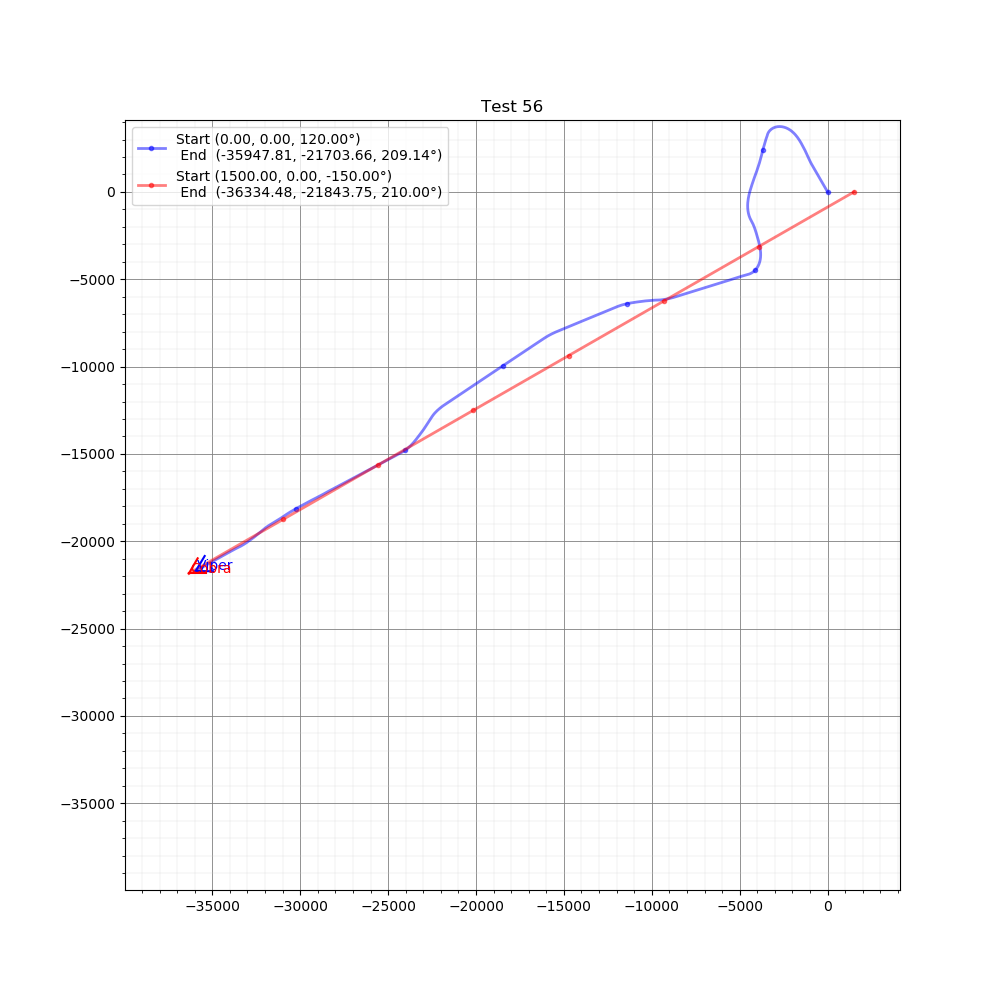 Test 56
Start (0.00, 0.00, 120.00°)
End (-35947.81, -21703.66, 209.14°)
Start (1500.00, 0.00, -150.00°)
End (-36334.48, -21843.75, 210.00°)
0
−5000
−10000
−15000
−20000
−25000
−30000
−35000
Viper
−35000 −30000 −25000 −20000 −15000 −10000 −5000 0